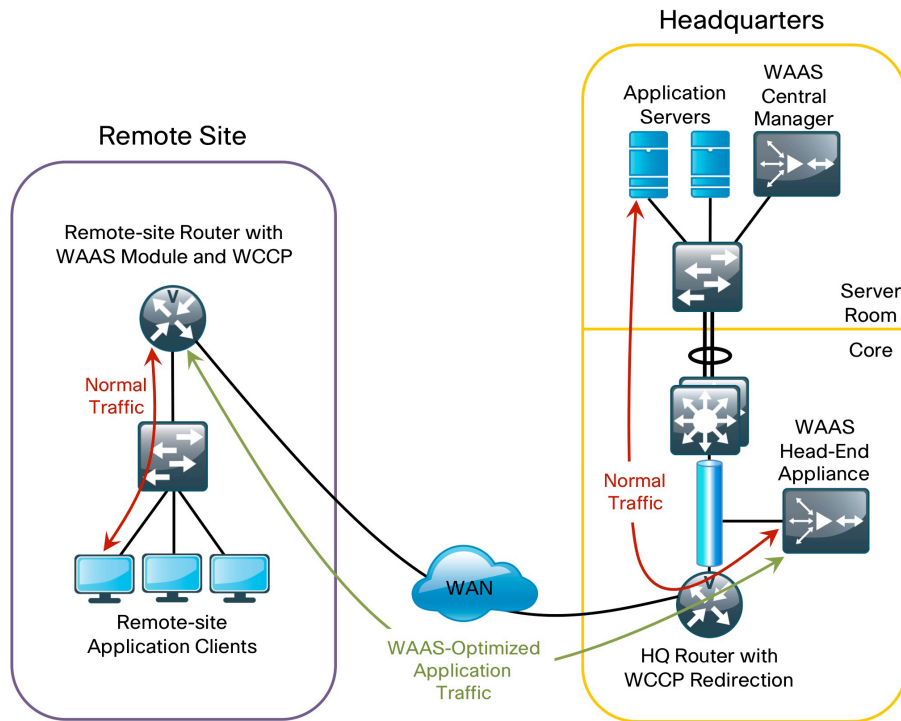 Headquarters
Application
Servers
WAAS
Central
Manager
Server
Room
Core
WAAS
Head-End
Appliance
Normal
Traffic
V
HQ Router with
WCCP Redirection
Remote Site
Remote-site Router with
WAAS Module and WCCP
V
Normal
Traffic
Remote-site
Application Clients
WAN
WAAS-Optimized
Application
Traffic